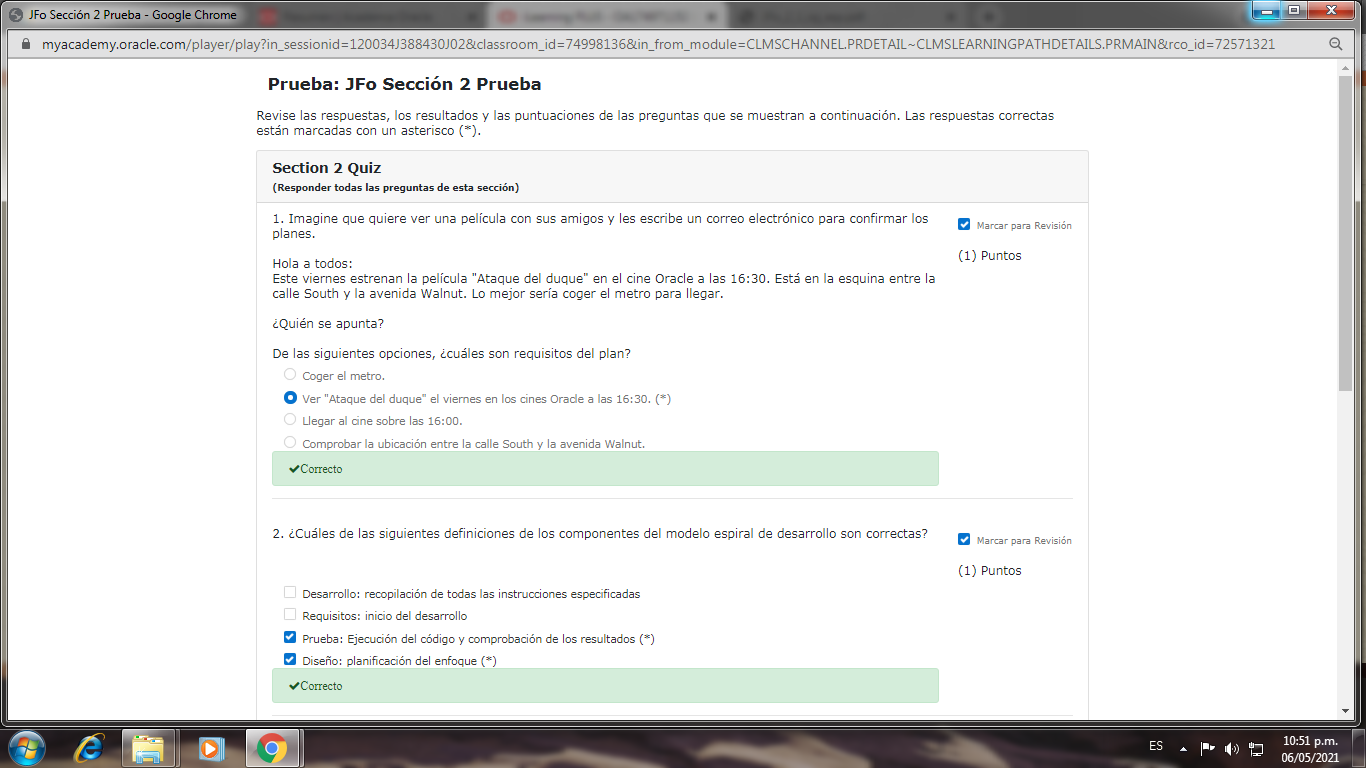 JFo Sección 2 Prueba - Google Chrome
myacademy.oracle.com/player/play?in_sessionid=120034J388430J02&classroom_id=74998136&in_from_module=CLMSCHANNEL.PRDETAIL~CLMSLEARNINGPATHDETAILS.PRMAIN&rco_id=72571321
Prueba: JFo Sección 2 Prueba
Revise las respuestas, los resultados y las puntuaciones de las preguntas que se muestran a continuación. Las respuestas correctas
están marcadas con un asterisco (*).
Section 2 Quiz
(Responder todas las preguntas de esta sección)
1. Imagine que quiere ver una película con sus amigos y les escribe un correo electrónico para confirmar los
planes.
Marcar para Revisión
(1) Puntos
Hola a todos:
Este viernes estrenan la película "Ataque del duque" en el cine Oracle a las 16:30. Está en la esquina entre la
calle South y la avenida Walnut. Lo mejor sería coger el metro para llegar.
¿Quién se apunta?
De las siguientes opciones, ¿cuáles son requisitos del plan?
Coger el metro.
Ver "Ataque del duque" el viernes en los cines Oracle a las 16:30. (*)
Llegar al cine sobre las 16:00.
Comprobar la ubicación entre la calle South y la avenida Walnut.
Correcto
2. ¿Cuáles de las siguientes definiciones de los componentes del modelo espiral de desarrollo son correctas?
Marcar para Revisión
(1) Puntos
Desarrollo: recopilación de todas las instrucciones especificadas
Requisitos: inicio del desarrollo
Prueba: Ejecución del código y comprobación de los resultados (*)
Diseño: planificación del enfoque (*)
Correcto
ES
10:51 p.m.
06/05/2021